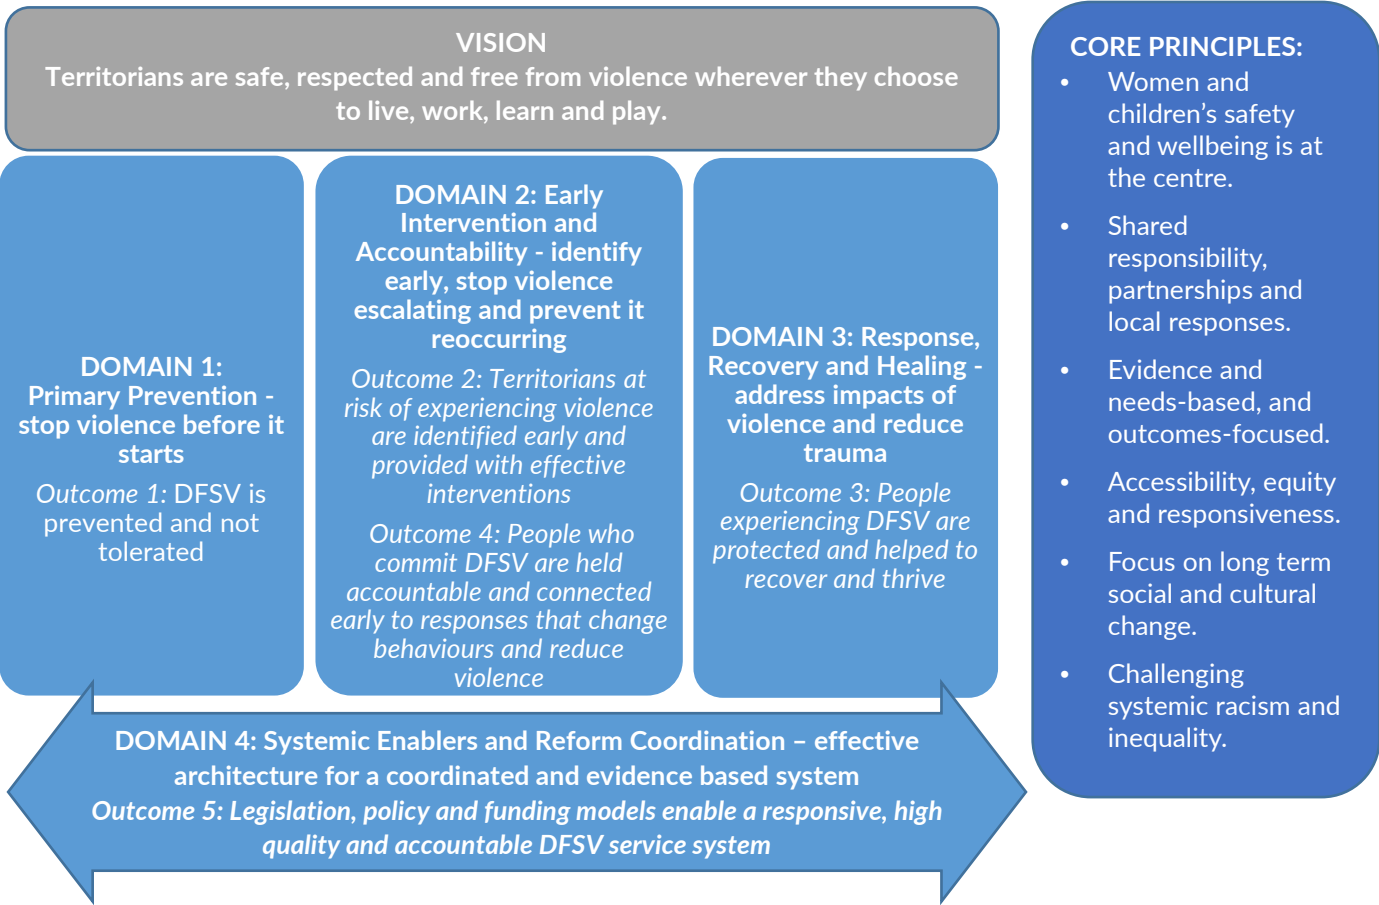 VISION
Territorians are safe, respected and free from violence wherever they choose
to live, work, learn and play.
DOMAIN 1:
Primary Prevention -
stop violence before it
starts
Outcome 1: DFSV is
prevented and not
tolerated
DOMAIN 2: Early
Intervention and
Accountability - identify
early, stop violence
escalating and prevent it
reoccurring
Outcome 2: Territorians at
risk of experiencing violence
are identified early and
provided with effective
interventions
Outcome 4: People who
commit DFSV are held
accountable and connected
early to responses that change
behaviours and reduce
violence
DOMAIN 3: Response,
Recovery and Healing -
address impacts of
violence and reduce
trauma
Outcome 3: People
experiencing DFSV are
protected and helped to
recover and thrive
DOMAIN 4: Systemic Enablers and Reform Coordination – effective
architecture for a coordinated and evidence based system
Outcome 5: Legislation, policy and funding models enable a responsive, high
quality and accountable DFSV service system
CORE PRINCIPLES:
• Women and
children’s safety
and wellbeing is at
the centre.
• Shared
responsibility,
partnerships and
local responses.
• Evidence and
needs-based, and
outcomes-focused.
• Accessibility, equity
and responsiveness.
• Focus on long term
social and cultural
change.
• Challenging
systemic racism and
inequality.